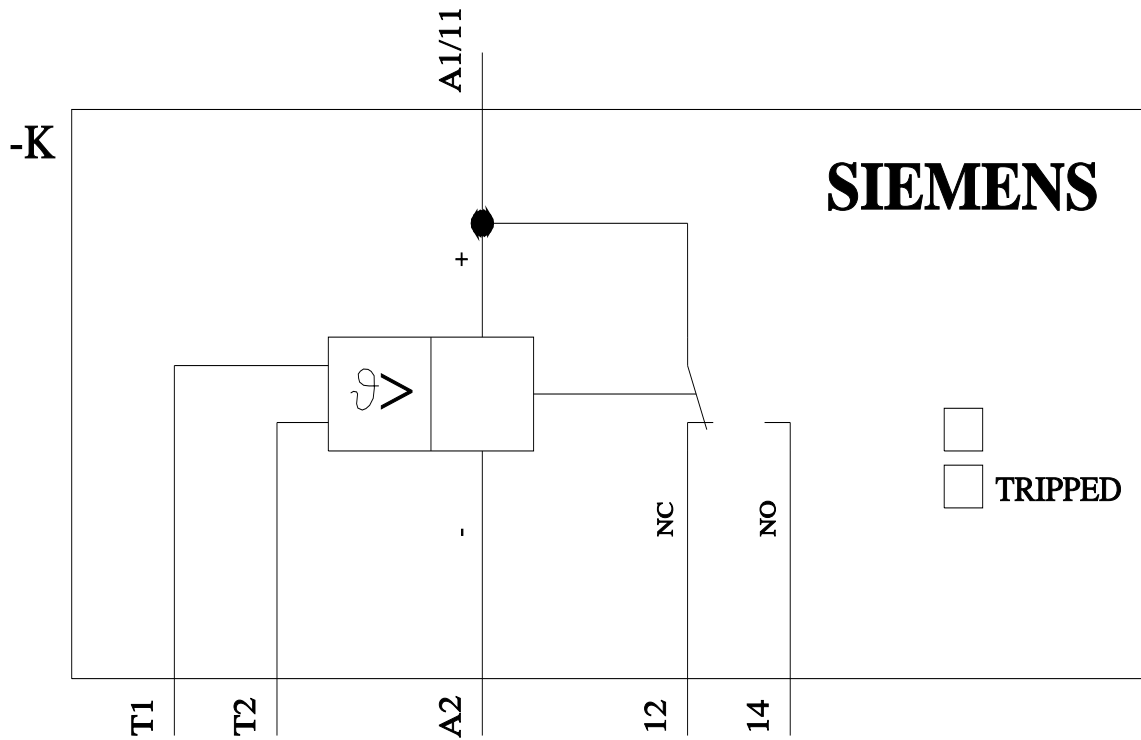 A1/11
-K
SIEMENS
+
ϑ>
TRIPPED
-
NC
NO
T1
T2
A2
12
14